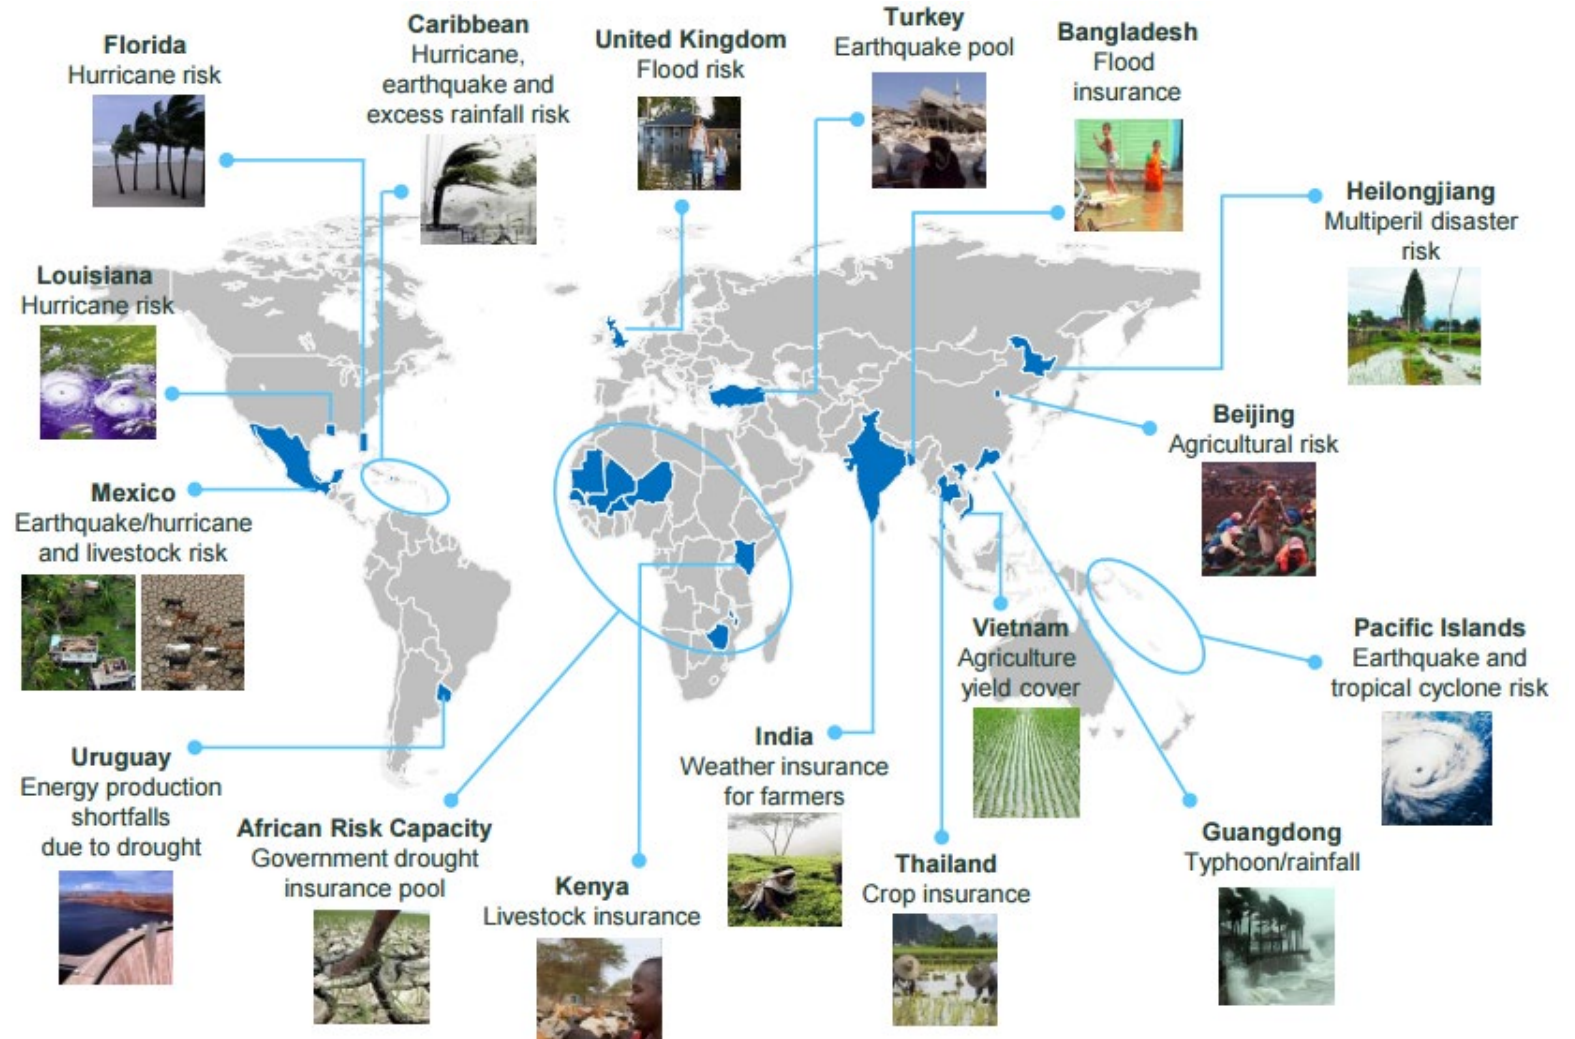 Florida
Hurricane risk
Caribbean
Hurricane,
earthquake and
excess rainfall risk
United Kingdom
Flood risk
Turkey
Earthquake pool
Bangladesh
Flood
insurance
Heilongjiang
Multiperil disaster
risk
Louisiana
Hurricane risk
Beijing
Agricultural risk
Mexico
Earthquake/hurricane
and livestock risk
Vietnam
Agriculture
yield cover
Pacific Islands
Earthquake and
tropical cyclone risk
Uruguay
Energy production
shortfalls
due to drought
African Risk Capacity
Government drought
insurance pool
Kenya
Livestock insurance
India
Weather insurance
for farmers
Thailand
Crop insurance
Guangdong
Typhoon/rainfall